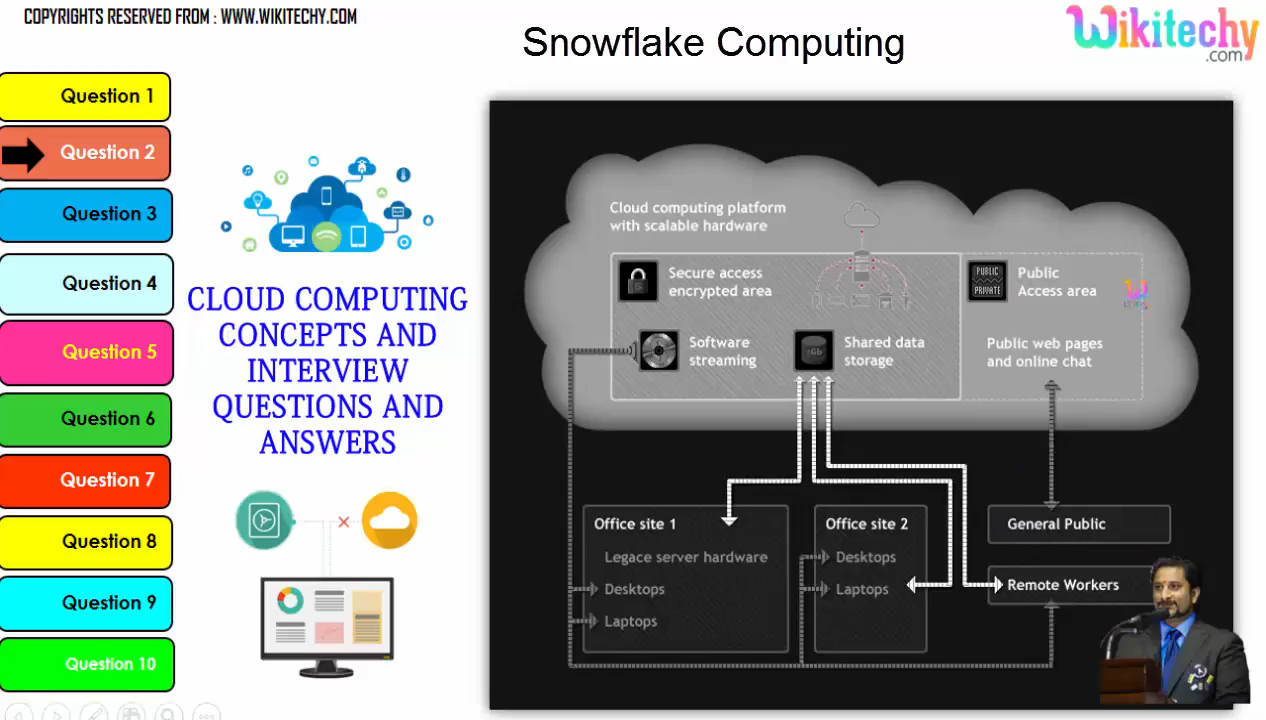 COPYRIGHTS RESERVED FROM : WWW.WIKITECHY.COM
Snowflake Computing
Wikitechy
.com
Question 1
Question 2
Question 3
Question 4
Question 5
Question 6
Question 7
Question 8
Question 9
Question 10
CLOUD COMPUTING
CONCEPTS AND
INTERVIEW
QUESTIONS AND
ANSWERS
Cloud computing platform
with scalable hardware
Secure access
encrypted area
PUBLIC
PRIVATE
Public
Access area
Software
streaming
Shared data
storage
Public web pages
and online chat
Office site 1
Legace server hardware
Desktops
Laptops
Office site 2
Desktops
Laptops
General Public
Remote Workers